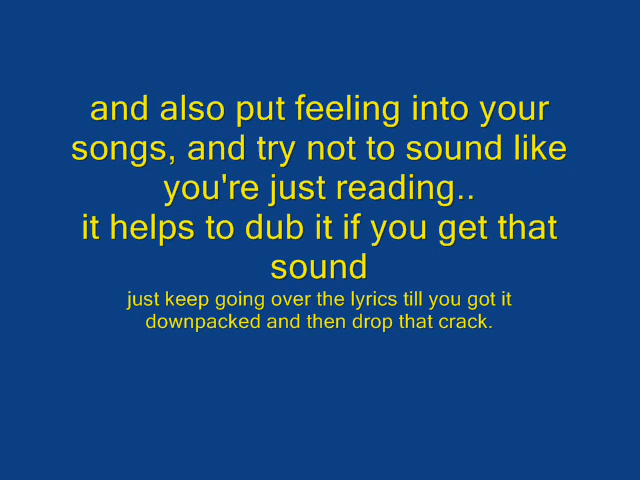 and also put feeling into your
songs, and try not to sound like
you're just reading..
it helps to dub it if you get that
sound
just keep going over the lyrics till you got it
downpacked and then drop that crack.